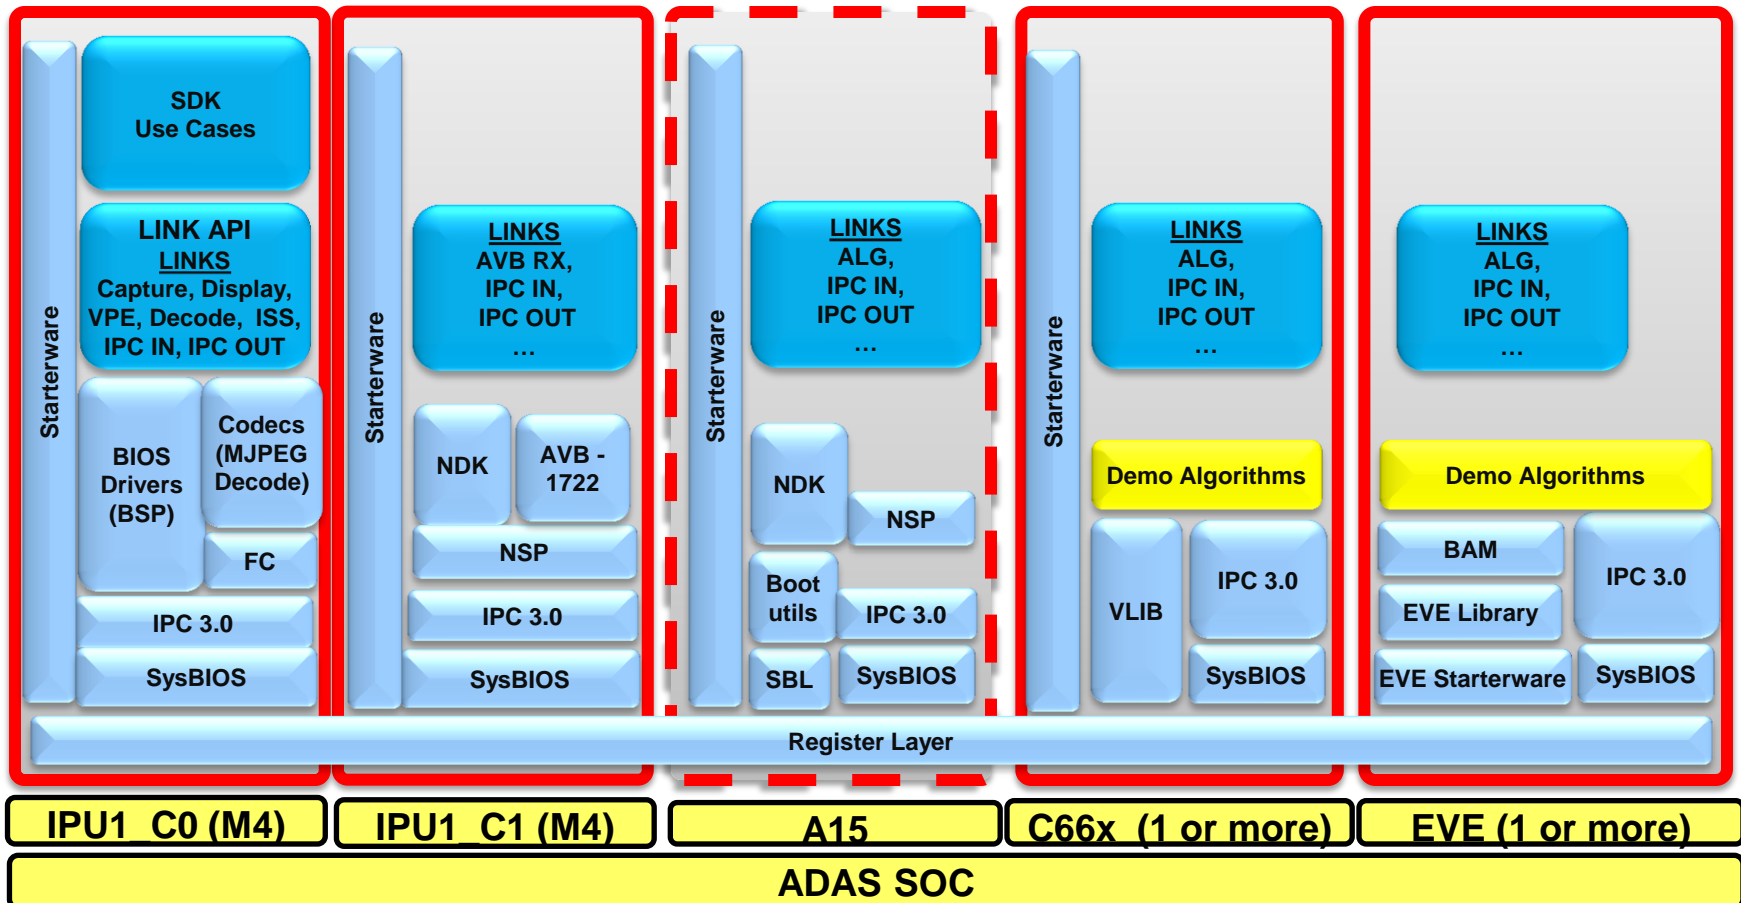 SDK
Use Cases
LINK API
LINKS
Capture, Display,
VPE, Decode, ISS,
IPC IN, IPC OUT
Starterware
BIOS
Drivers
(BSP)
Codecs
(MJPEG
Decode)
FC
IPC 3.0
SysBIOS
LINKS
AVB RX,
IPC IN,
IPC OUT
...
Starterware
NDK
AVB -
1722
NSP
IPC 3.0
SysBIOS
LINKS
ALG,
IPC IN,
IPC OUT
...
Starterware
NDK
NSP
Boot
utils
IPC 3.0
SBL
SysBIOS
LINKS
ALG,
IPC IN,
IPC OUT
...
Starterware
Demo Algorithms
VLIB
IPC 3.0
SysBIOS
LINKS
ALG,
IPC IN,
IPC OUT
...
Demo Algorithms
BAM
IPC 3.0
EVE Library
EVE Starterware
SysBIOS
Register Layer
IPU1_C0 (M4)
IPU1_C1 (M4)
A15
C66x (1 or more)
EVE (1 or more)
ADAS SOC